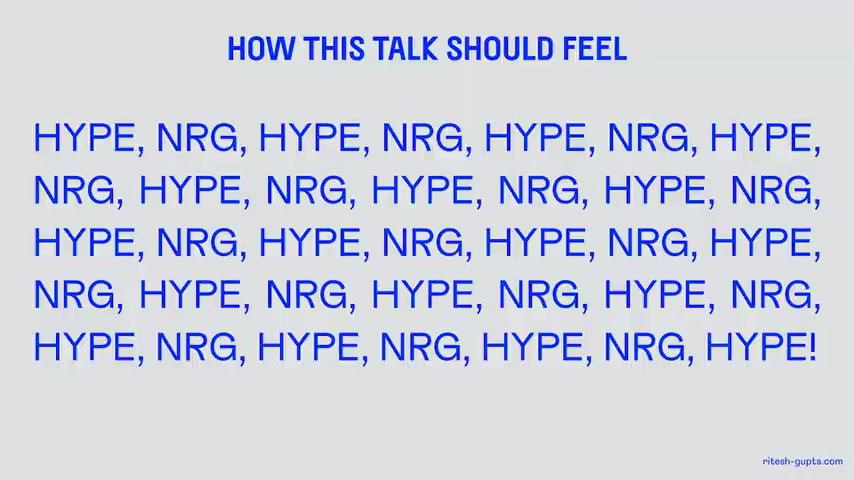 HOW THIS TALK SHOULD FEEL
HYPE, NRG, HYPE, NRG, HYPE, NRG, HYPE,
NRG, HYPE, NRG, HYPE, NRG, HYPE, NRG,
HYPE, NRG, HYPE, NRG, HYPE, NRG, HYPE,
NRG, HYPE, NRG, HYPE, NRG, HYPE, NRG,
HYPE, NRG, HYPE, NRG, HYPE, NRG, HYPE!
ritesh-gupta.com